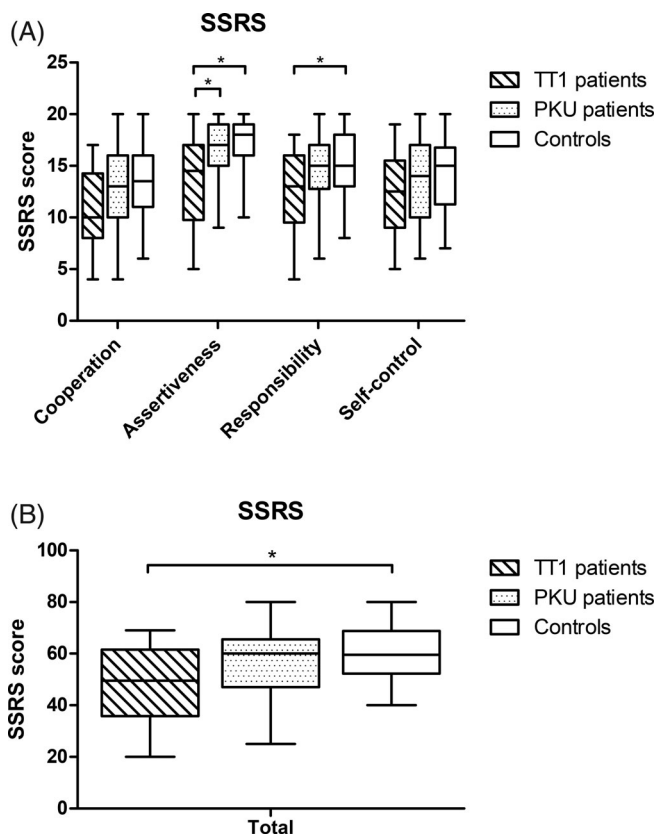 (A)
SSRS
*
*
*
TT1 patients
PKU patients
Controls
SSRS score
25
20
15
10
5
0
Cooperation
Assertiveness
Responsibility
Self-control
(B)
SSRS
*
TT1 patients
PKU patients
Controls
SSRS score
100
80
60
40
20
0
Total